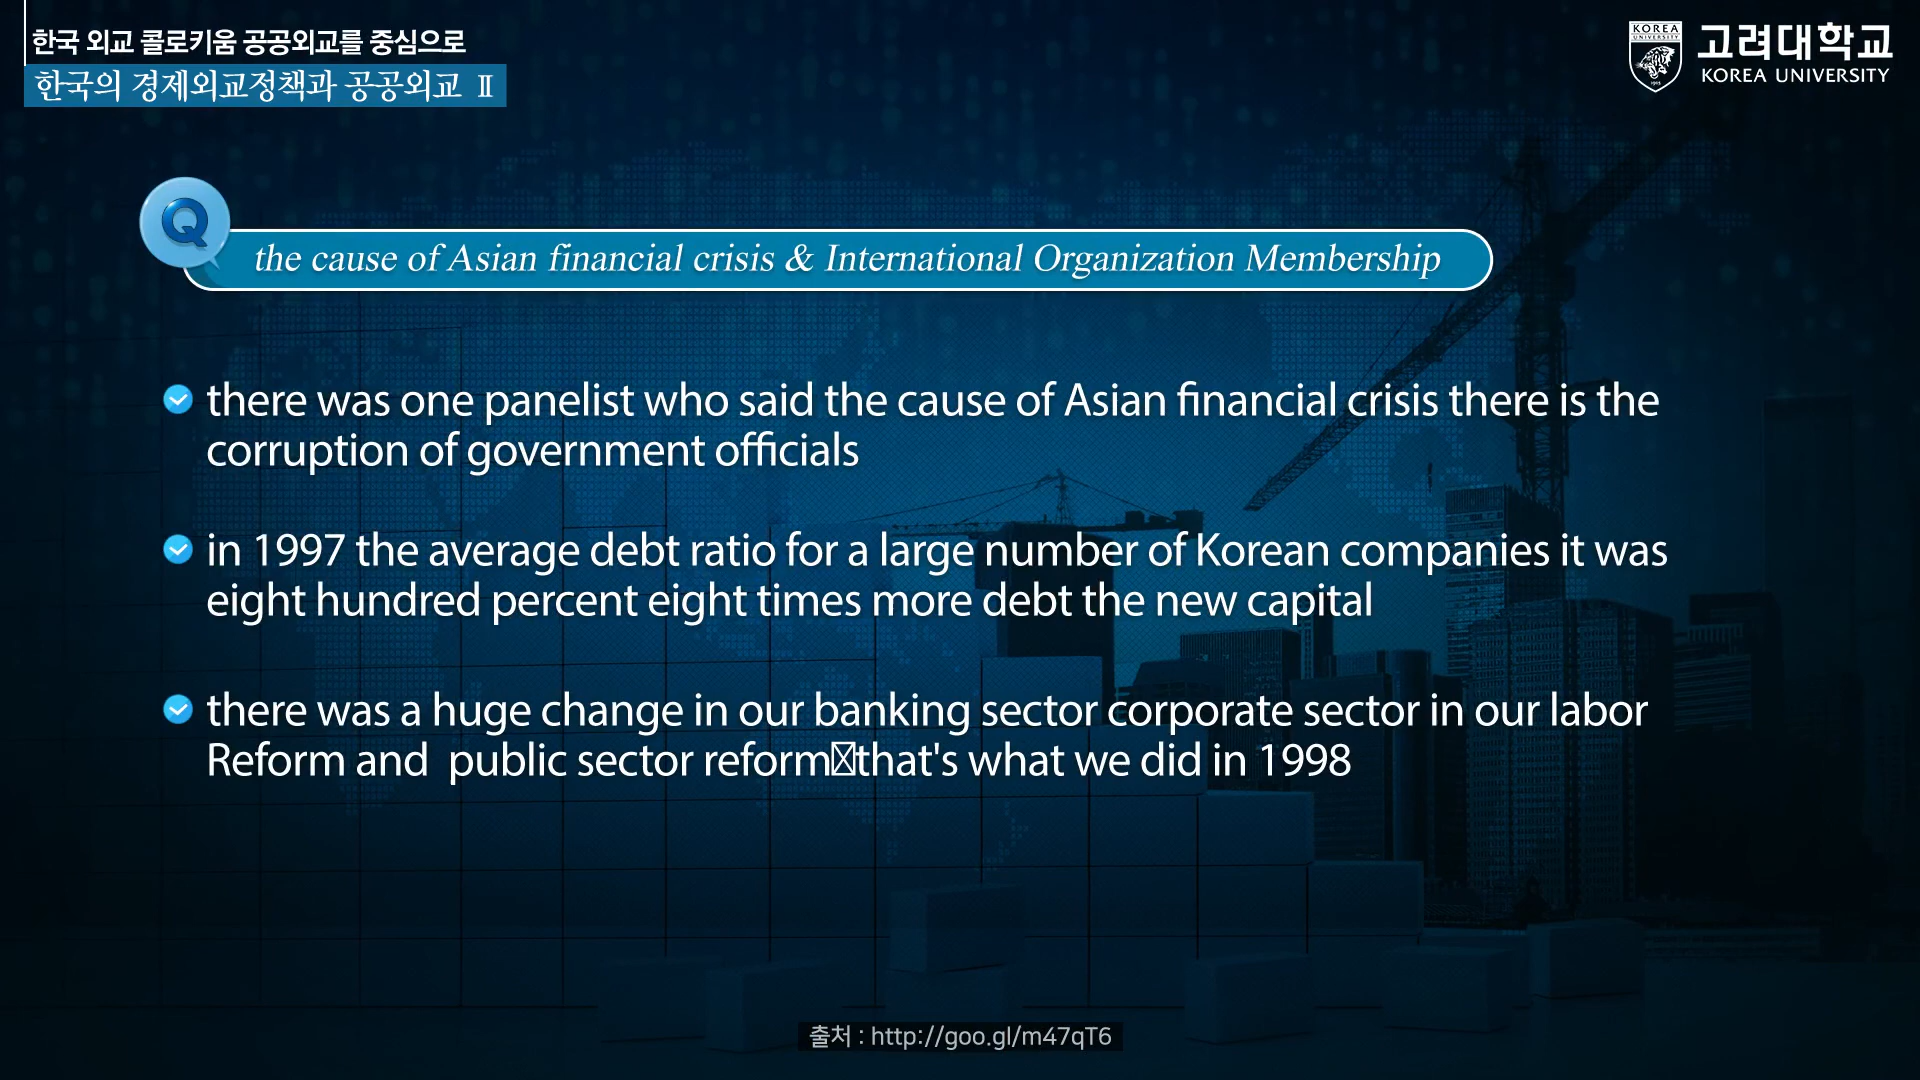 한국 외교 콜로키움 공공외교를 중심으로
한국의 경제외교정책과 공공외교 Ⅱ
KOREA
UNIVERSITY
1905
고려대학교
KOREA UNIVERSITY
Q
the cause of Asian financial crisis & International Organization Membership
there was one panelist who said the cause of Asian financial crisis there is the
corruption of government officials
in 1997 the average debt ratio for a large number of Korean companies it was
eight hundred percent eight times more debt the new capital
there was a huge change in our banking sector corporate sector in our labor
Reform and  public sector reform☒that's what we did in 1998
출처 : http://goo.gl/m47qT6